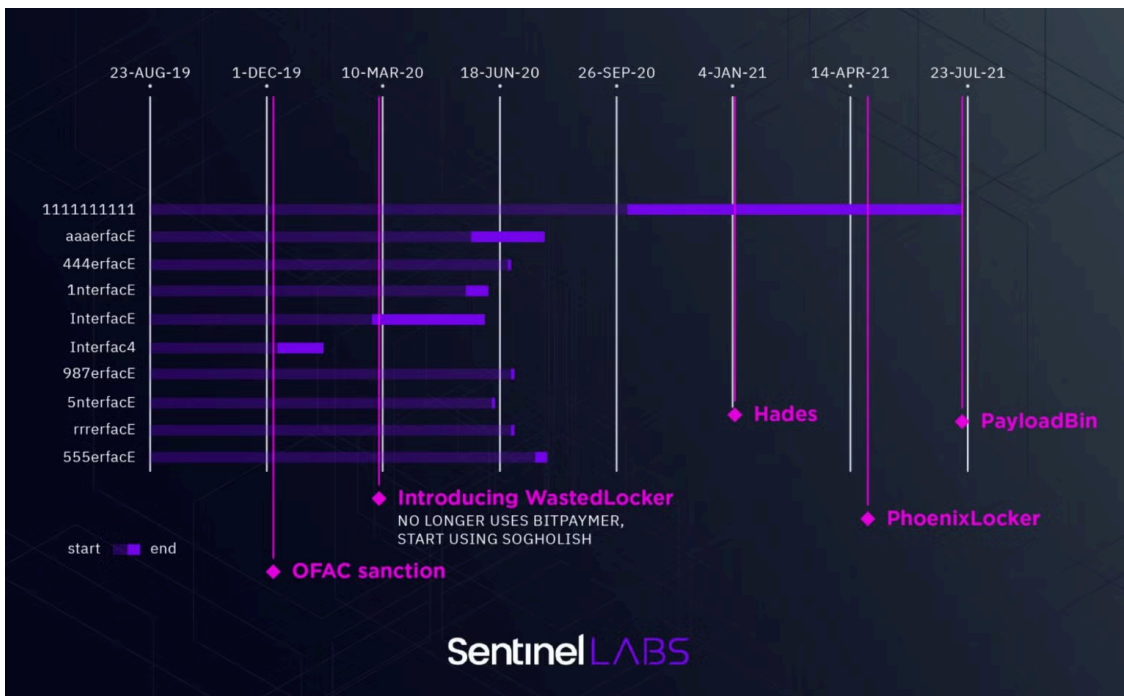 23-AUG-19 1-DEC-19 10-MAR-20 18-JUN-20 26-SEP-20 4-JAN-21 14-APR-21 23-JUL-21
1111111111
aaaerfacE
444erfacE
1nterfacE
InterfacE
Interfac4
987erfacE
5nterfacE
rrrerfacE
555erfacE
Hades
PayloadBin
Introducing WastedLocker
NO LONGER USES BITPAYMER,
START USING SOGHOLISH
PhoenixLocker
start end
OFAC sanction
Sentinel LABS